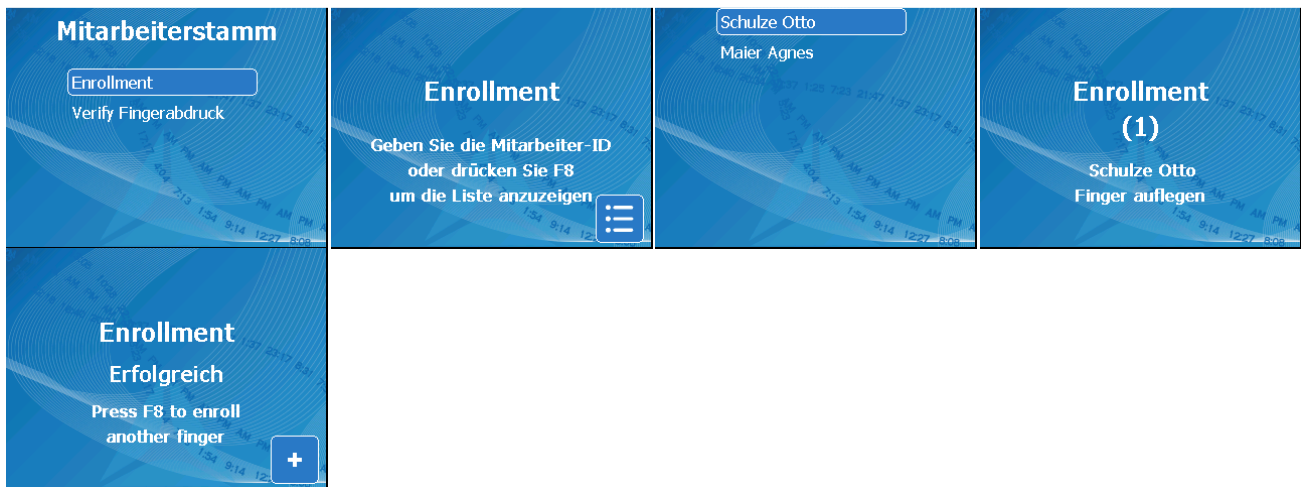 Mitarbeiterstamm
Enrollment
Verify Fingerabdruck
Enrollment
Geben Sie die Mitarbeiter-ID
oder drücken Sie F8
um die Liste anzuzeigen
Schulze Otto
Maier Agnes
Enrollment
(1)
Schulze Otto
Finger auflegen
Enrollment
Erfolgreich
Press F8 to enroll
another finger
+